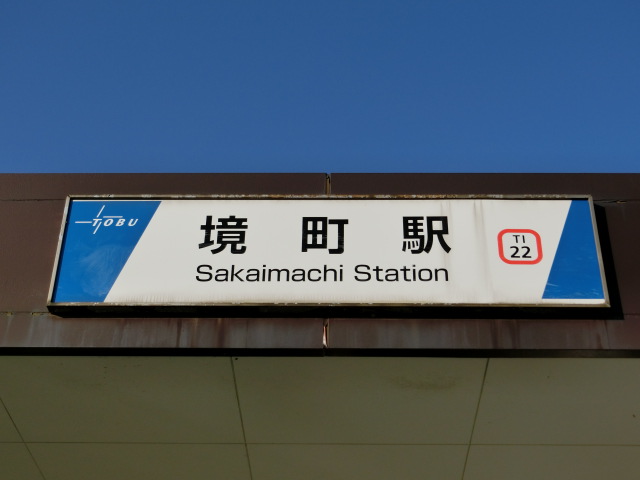 TOBU
境町駅
Sakaimachi Station
TI
22